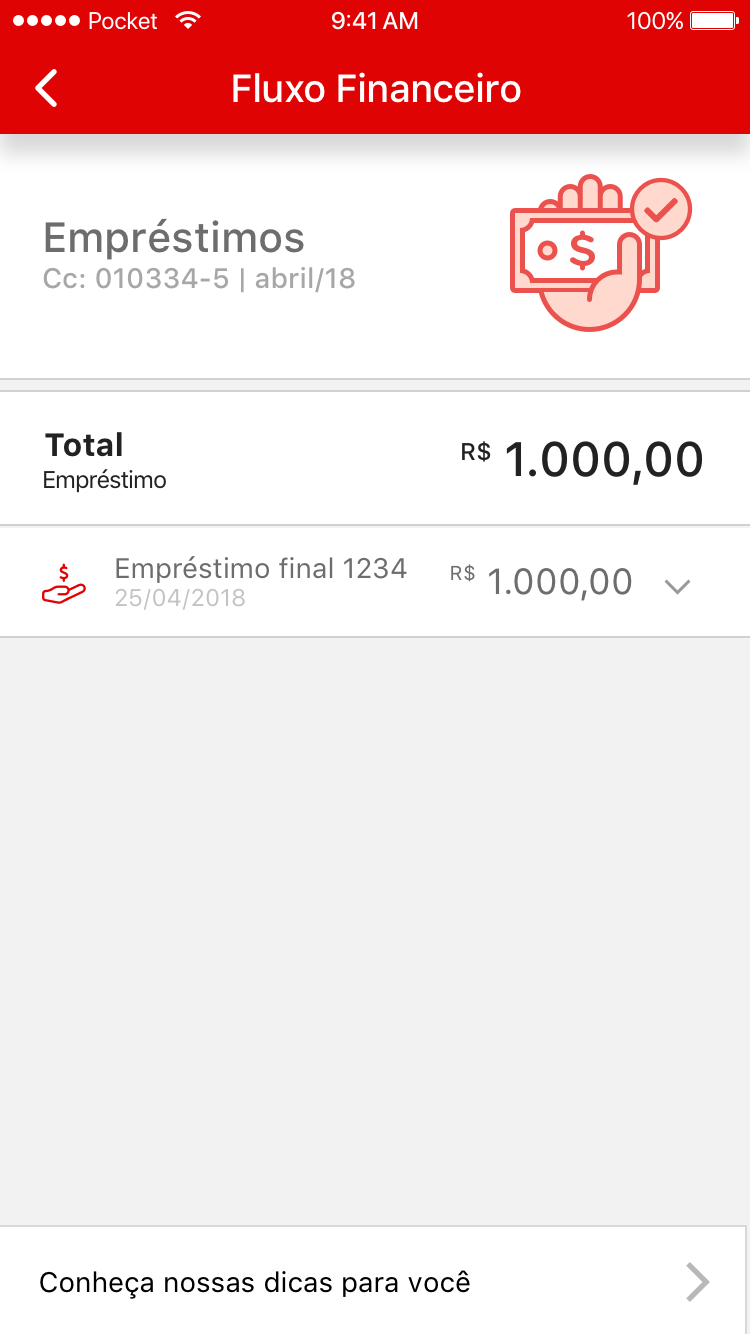 Pocket 9:41 AM 100%
Fluxo Financeiro
Empréstimos
Cc: 010334-5 | abril/18
$
Total
Empréstimo
R$ 1.000,00
$
Empréstimo final 1234
25/04/2018
R$ 1.000,00
Conheça nossas dicas para você